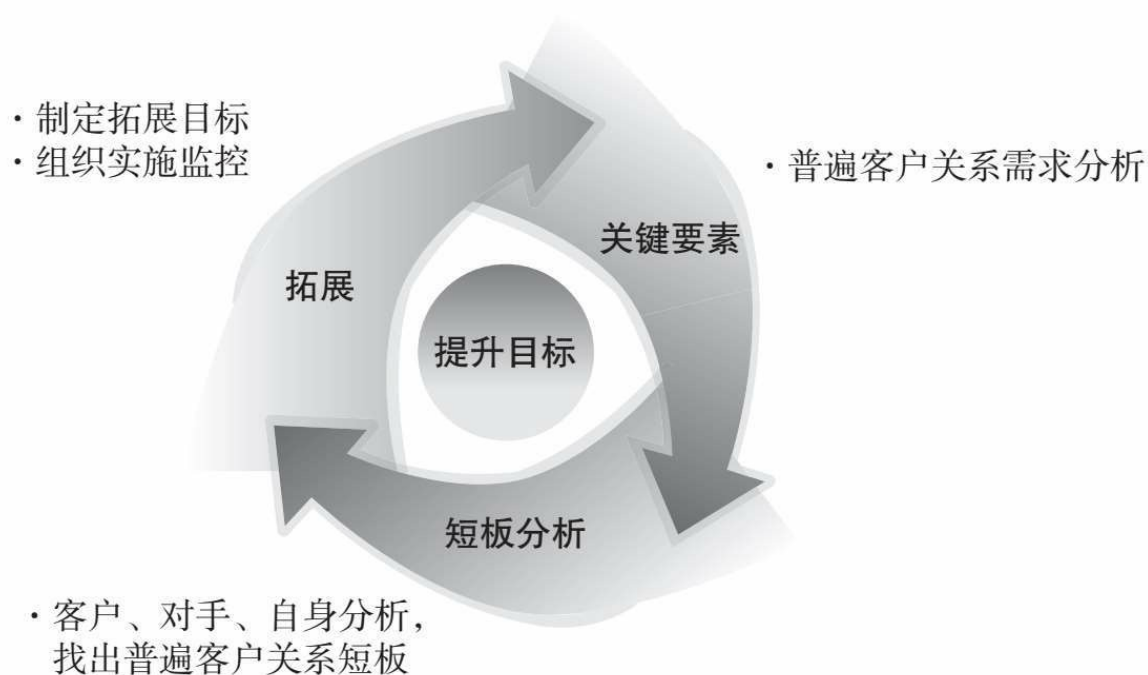 ·制定拓展目标
·组织实施监控
·普遍客户关系需求分析
关键要素
拓展
提升目标
短板分析
·客户、对手、自身分析，
找出普遍客户关系短板